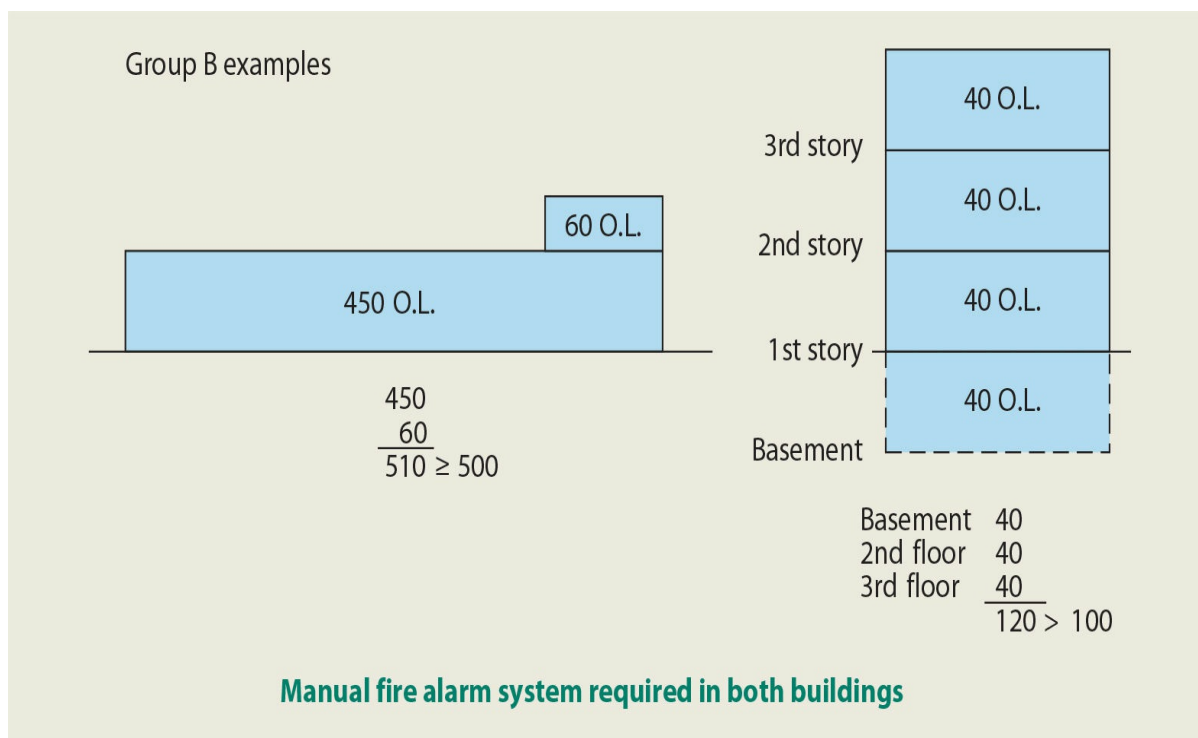 Group B examples
60 O.L.
450 O.L.
450
60
510 ≥ 500
40 O.L.
3rd story
40 O.L.
2nd story
40 O.L.
1st story
40 O.L.
Basement
Basement 40
2nd floor 40
3rd floor 40
120 > 100
Manual fire alarm system required in both buildings